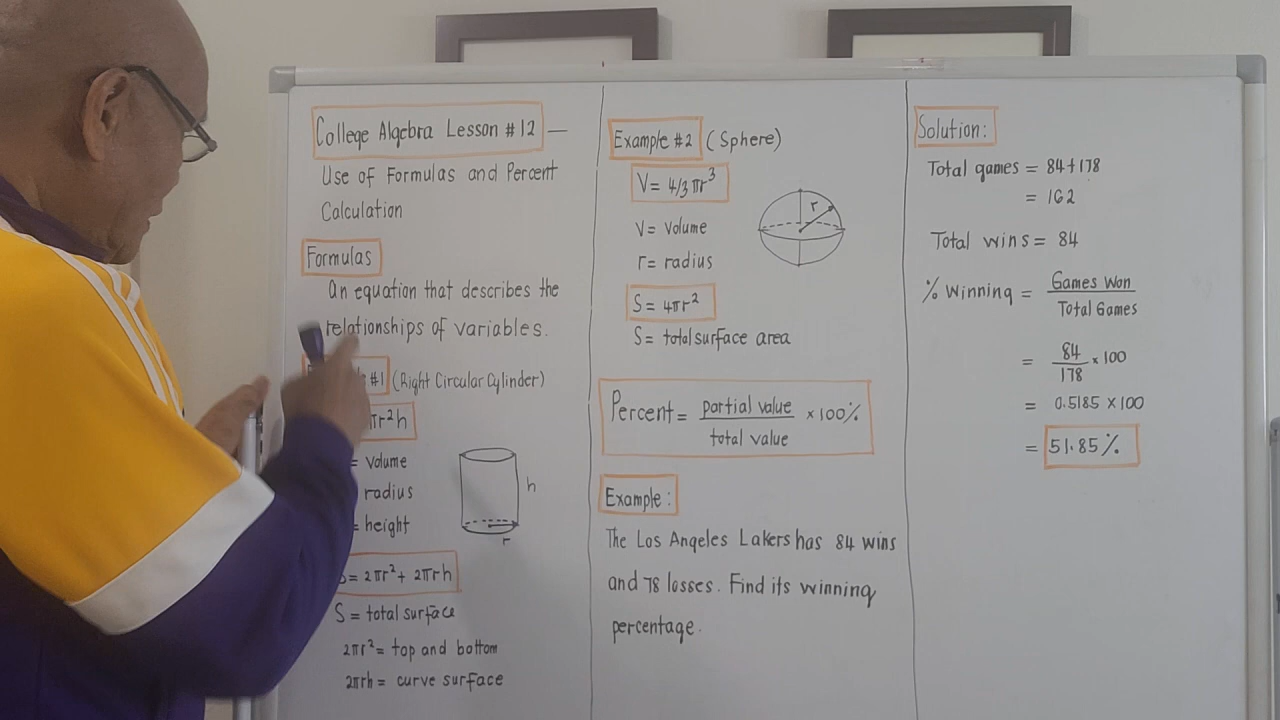 College Algebra Lesson #12 —
Use of Formulas and Percent
Calculation
Formulas
An equation that describes the
relationships of variables.
#1 (Right Circular Cylinder)
πr²h
= volume
radius
= height
h
r
S = 2πr² + 2πrh
S = total surface
2πr² = top and bottom
2πrh = curve surface
Example #2 (Sphere)
V = 4/3 πr³
r
V = volume
r = radius
S = 4πr²
S = total surface area
Percent = partial value / total value × 100%
Example:
The Los Angeles Lakers has 84 wins
and 78 losses. Find its winning
percentage.
Solution:
Total games = 84+178
= 162
Total wins = 84
% Winning = Games Won / Total Games
= 84 / 178 × 100
= 0.5185 × 100
= 51.85%